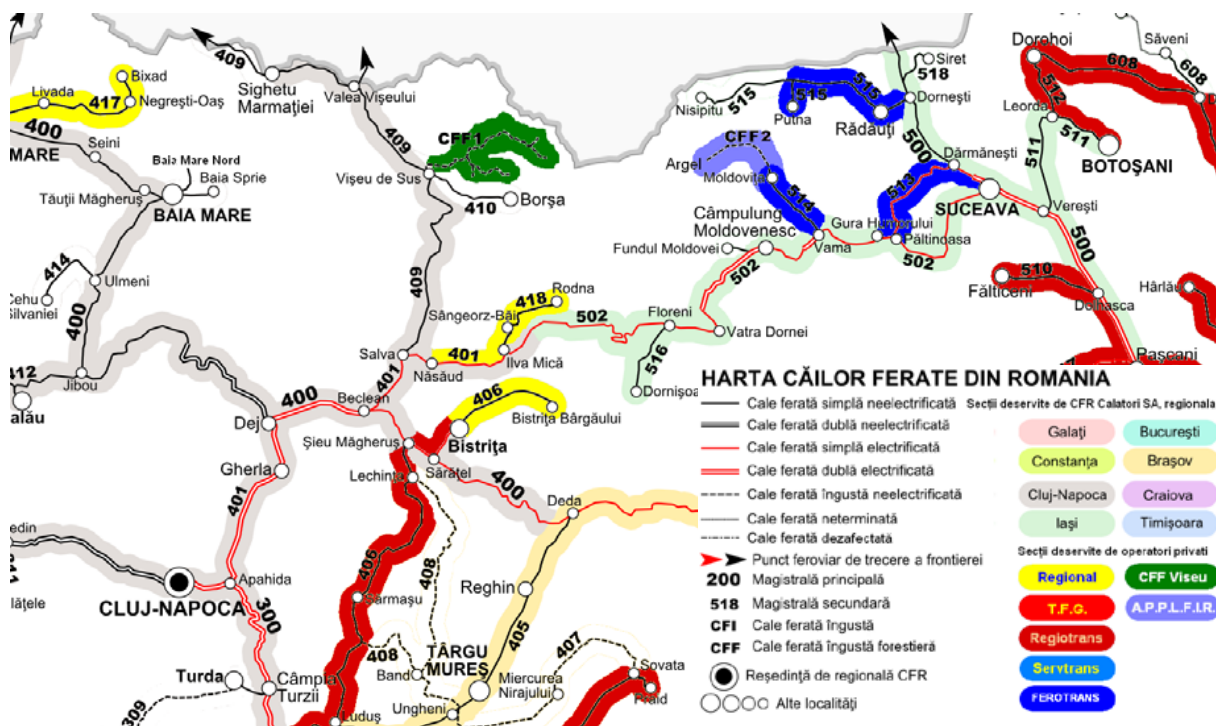 409
Sighetu
Marmației
Valea Vișeului
409
CFF1
Vișeu de Sus
410
Borșa
409
Bixad
Livada
417
Negrești-Oaș
400
Seini
MARE
Baia Mare Nord
Baia Sprie
Tăuții Măgheruș
BAIA MARE
414
Ulmeni
Cehu
Silvaniei
400
Jibou
412
alău
400
Dej
Gherla
401
Beclean
401
Salva
Năsăud
401
Sângeorz-Băi
418
Rodna
Ilva Mică
502
Floreni
516
Dornișoa
Vatra Dornei
502
Fundul Moldovei
Câmpulung
Moldovenesc
Vama
514
Moldovița
Argel
CFF2
Gura Humorului
Păltinoasa
513
502
Dărmănești
SUCEAVA
500
Dornești
Rădăuți
515
515
Putna
515
Nisipitu
518
Siret
Săveni
608
Dorohoi
608
512
Leorda
511
BOTOȘANI
511
Verești
500
510
Fălticeni
Dolhasca
Hârlău
Pașcani
406
Bistrița Bârgăului
Bistrița
Șieu Măgheruș
Sărățel
Lechința
400
Deda
Reghin
405
408
406
Sărmașu
408
Band
TÂRGU
MUREȘ
407
Miercurea
Nirajului
Sovata
Praid
Ungheni
Luduș
edin
CLUJ-NAPOCA
Apahida
300
Turda
Câmpia
Turzii
309
HARTA CĂILOR FERATE DIN ROMANIA
Cale ferată simplă neelectrificată
Cale ferată dublă neelectrificată
Cale ferată simplă electrificată
Cale ferată dublă electrificată
Cale ferată îngustă neelectrificată
Cale ferată neterminată
Cale ferată dezafectată
Punct feroviar de trecere a frontierei
200 Magistrala principală
518 Magistrală secundară
CFI Cale ferată îngustă
CFF Cale ferată îngustă forestieră
Reședință de regională CFR
Alte localităţi
Secții deservite de CFR Calatori SA, regionala
Galaţi
București
Constanța
Brașov
Cluj-Napoca
Craiova
Iași
Timișoara
Secții deservite de operatori privati
Regional
CFF Viseu
T.F.G.
A.P.P.L.F.I.R.
Regiotrans
Servtrans
FEROTRANS